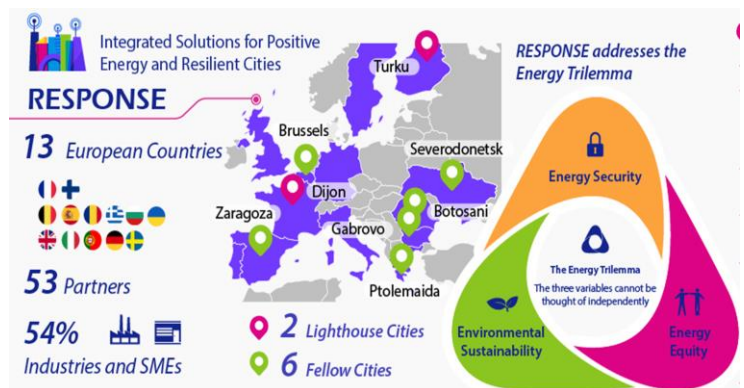 Integrated Solutions for Positive
Energy and Resilient Cities
RESPONSE
13 European Countries
53 Partners
54%
Industries and SMEs
Turku
Brussels
Severodonetsk
Dijon
Zaragoza
Botosani
Gabrovo
Ptolemaida
2 Lighthouse Cities
6 Fellow Cities
RESPONSE addresses the
Energy Trilemma
Energy Security
The Energy Trilemma
The three variables cannot be
thought of independently
Environmental
Sustainability
Energy
Equity